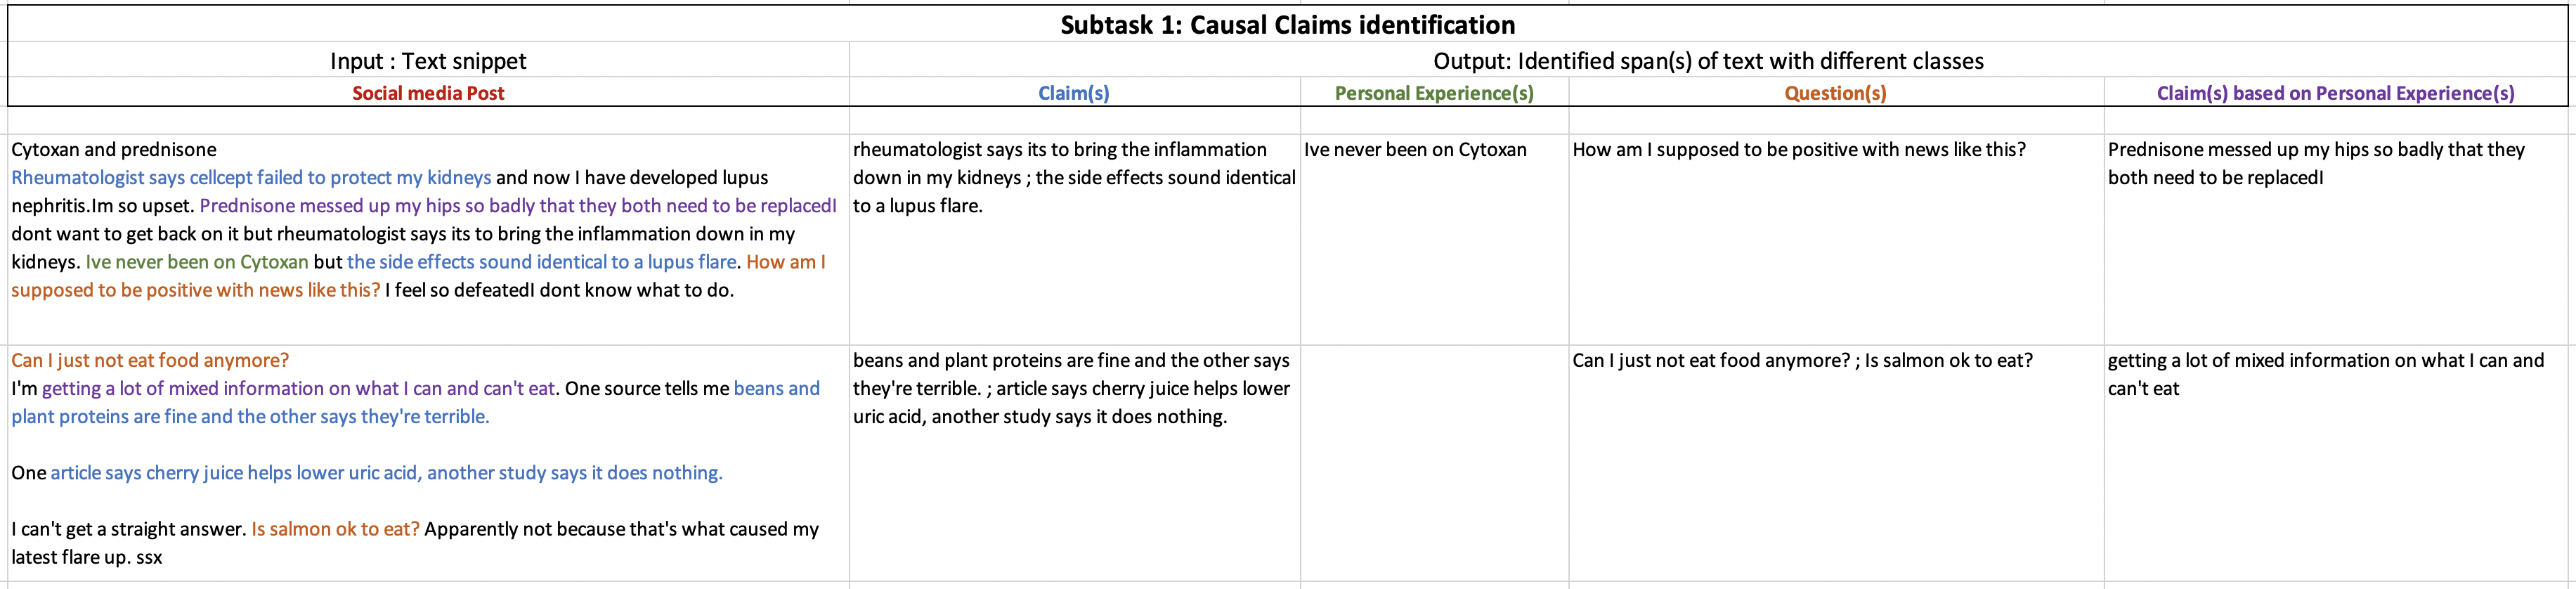 Subtask 1: Causal Claims identification
Input : Text snippet
Output: Identified span(s) of text with different classes
Social media Post
Claim(s)
Personal Experience(s)
Question(s)
Claim(s) based on Personal Experience(s)
Cytoxan and prednisone
Rheumatologist says cellcept failed to protect my kidneys and now I have developed lupus
nephritis.Im so upset. Prednisone messed up my hips so badly that they both need to be replacedI
dont want to get back on it but rheumatologist says its to bring the inflammation down in my
kidneys. Ive never been on Cytoxan but the side effects sound identical to a lupus flare. How am I
supposed to be positive with news like this? I feel so defeatedI dont know what to do.
rheumatologist says its to bring the inflammation
down in my kidneys ; the side effects sound identical
to a lupus flare.
Ive never been on Cytoxan
How am I supposed to be positive with news like this?
Prednisone messed up my hips so badly that they
both need to be replacedI
Can I just not eat food anymore?
I'm getting a lot of mixed information on what I can and can't eat. One source tells me beans and
plant proteins are fine and the other says they're terrible.
One article says cherry juice helps lower uric acid, another study says it does nothing.
I can't get a straight answer. Is salmon ok to eat? Apparently not because that's what caused my
latest flare up. ssx
beans and plant proteins are fine and the other says
they're terrible. ; article says cherry juice helps lower
uric acid, another study says it does nothing.
Can I just not eat food anymore? ; Is salmon ok to eat?
getting a lot of mixed information on what I can and
can't eat